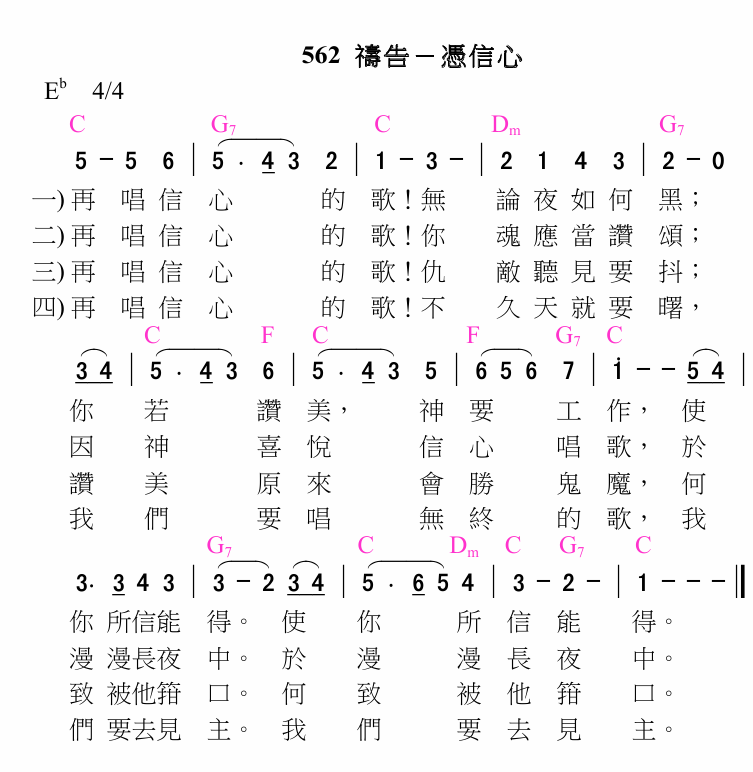 562 禱告－憑信心
E♭ 4/4
C G7 C Dm G7
5 - 5 6 | 5 . 4 3 2 | 1 - 3 - | 2 1 4 3 | 2 - 0
一) 再 唱 信 心 的 歌！無 論 夜 如 何 黑；
二) 再 唱 信 心 的 歌！你 魂 應 當 讚 頌；
三) 再 唱 信 心 的 歌！仇 敵 聽 見 要 抖；
四) 再 唱 信 心 的 歌！不 久 天 就 要 曙，
C F C F G7 C
3 4 | 5 . 4 3 6 | 5 . 4 3 5 | 6 5 6 7 | i - - 5 4 |
你 若 讚 美， 神 要 工 作， 使
因 神 喜 悅 信 心 唱 歌， 於
讚 美 原 來 會 勝 鬼 魔， 何
我 們 要 唱 無 終 的 歌， 我
G7 C Dm C G7 C
3. 3 4 3 | 3 - 2 3 4 | 5 . 6 5 4 | 3 - 2 - | 1 - - - ||
你 所信能 得。 使 你 所 信 能 得。
漫 漫長夜 中。 於 漫 漫 長 夜 中。
致 被他箝 口。 何 致 被 他 箝 口。
們 要去見 主。 我 們 要 去 見 主。